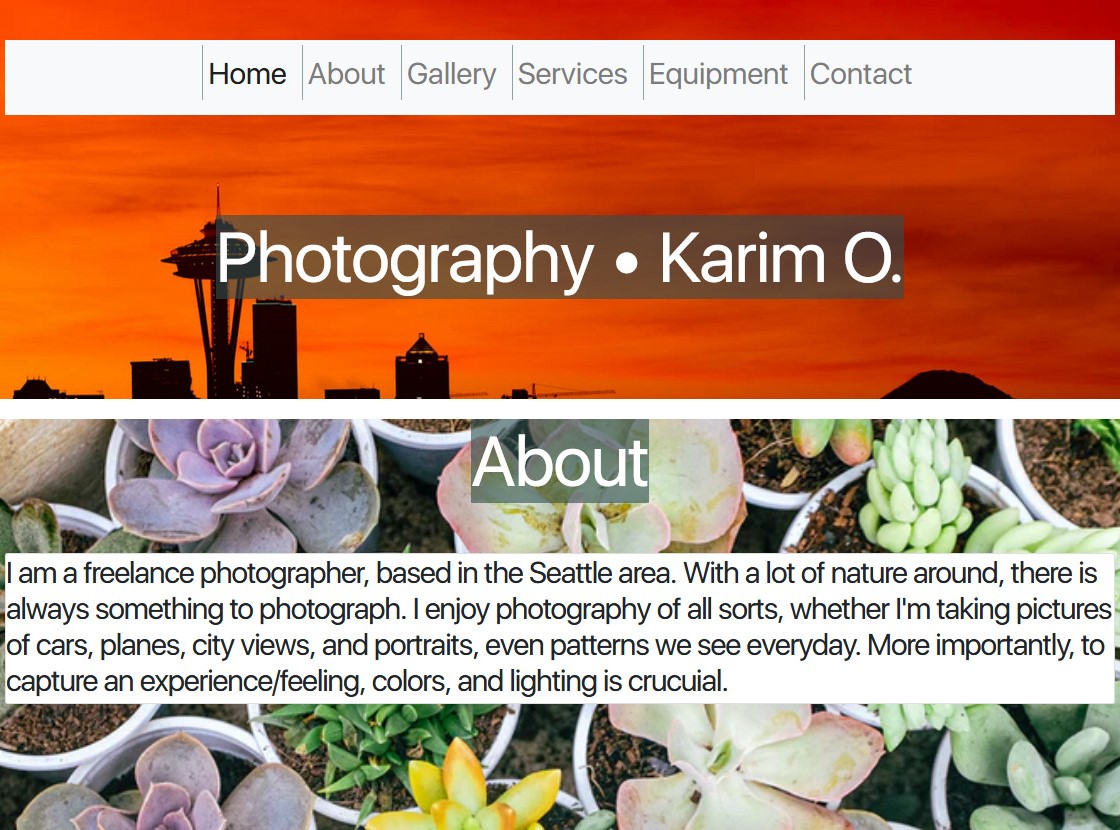 Home About Gallery Services Equipment Contact
Photography • Karim O.
About
I am a freelance photographer, based in the Seattle area. With a lot of nature around, there is
always something to photograph. I enjoy photography of all sorts, whether I'm taking pictures
of cars, planes, city views, and portraits, even patterns we see everyday. More importantly, to
capture an experience/feeling, colors, and lighting is crucuial.